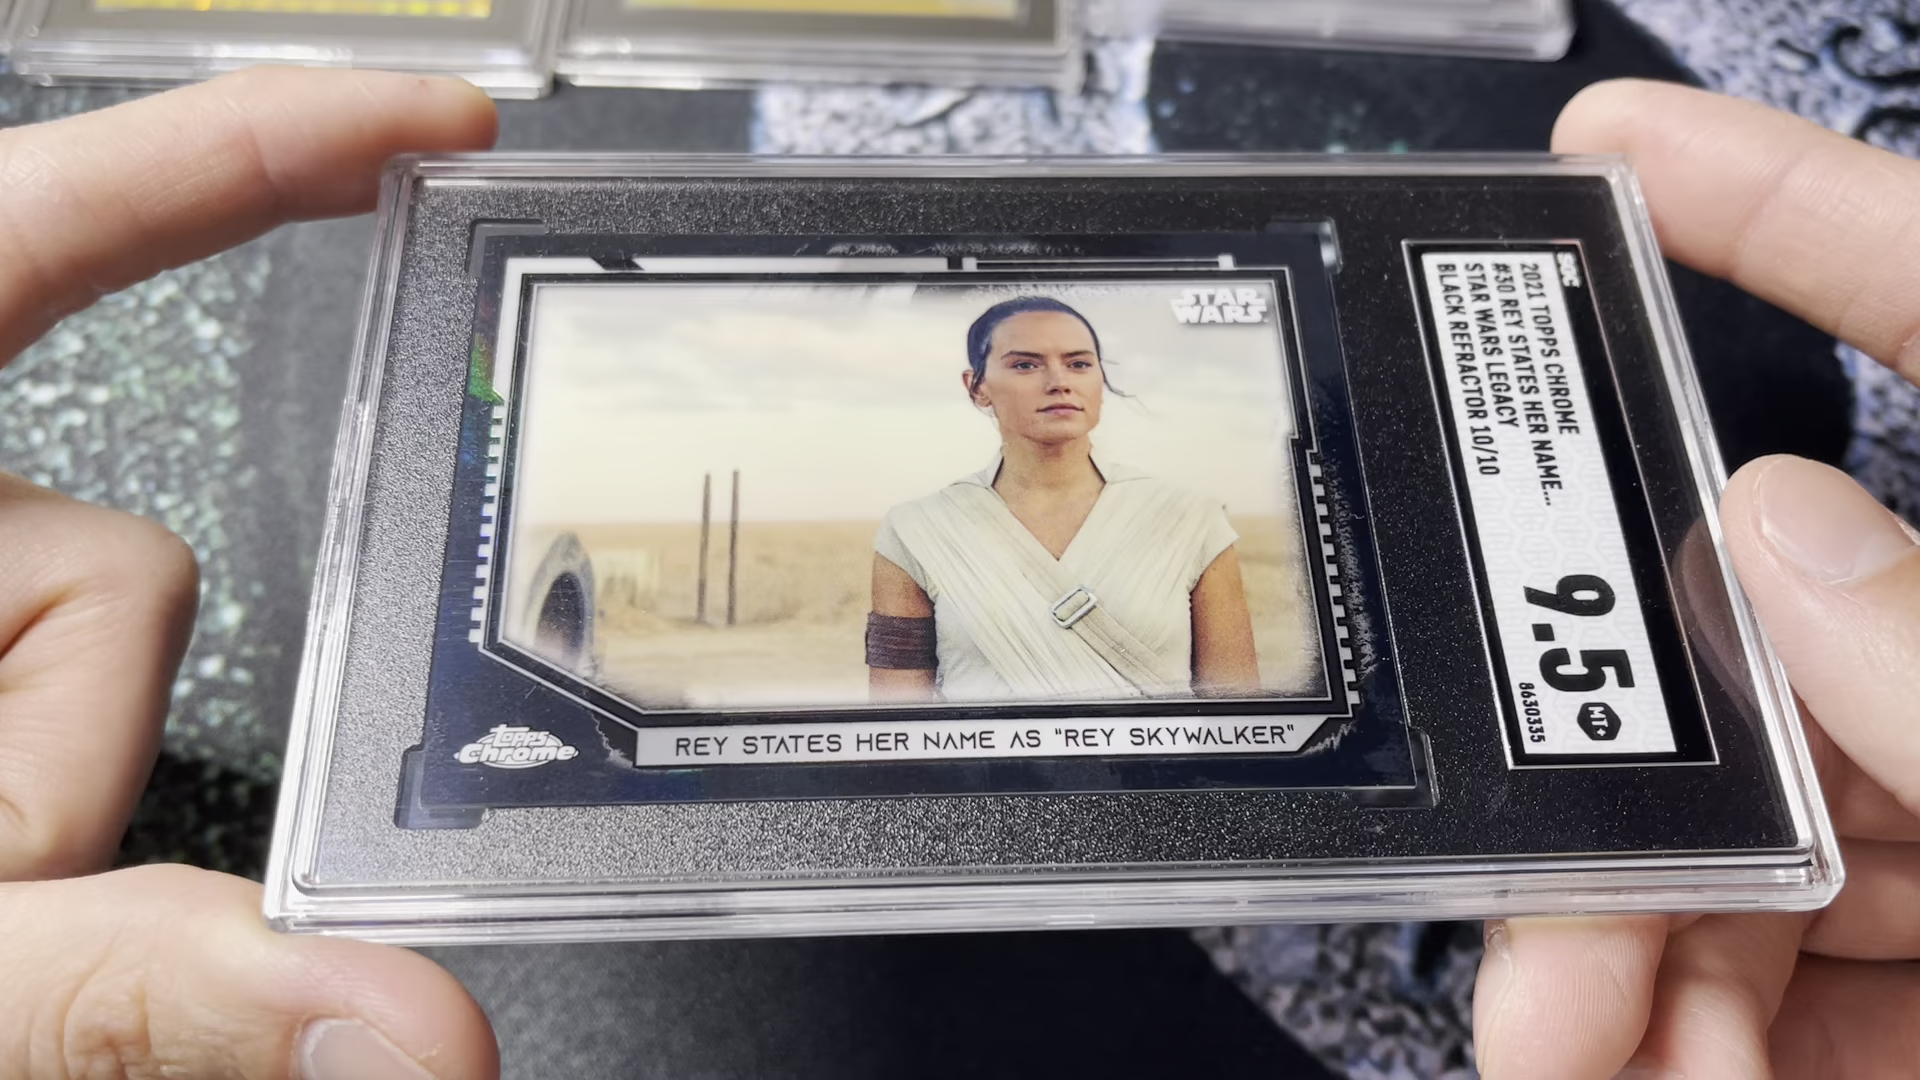 STAR
WARS
topps
chrome
REY STATES HER NAME AS "REY SKYWALKER"
SGC
2021 TOPPS CHROME
#30 REY STATES HER NAME...
STAR WARS LEGACY
BLACK REFRACTOR 10/10
9.5
MT+
8630335